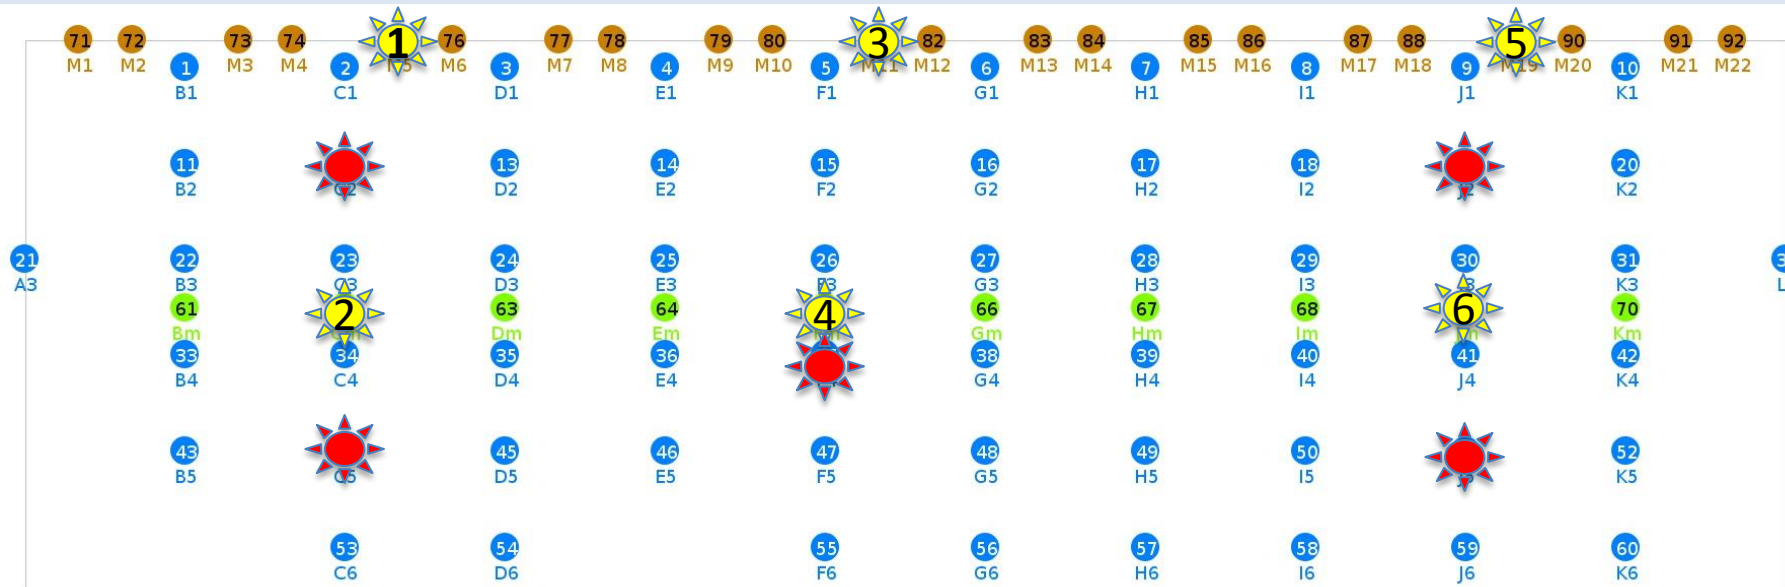 71 72 73 74 1 76 77 78 79 80 3 82 83 84 85 86 87 88 5 90 91 92
M1 M2 M3 M4 M6 M7 M8 M9 M10 M11 M12 M13 M14 M15 M16 M17 M18 M19 M20 M21 M22
1 2 3 4 5 6 7 8 9 10
B1 C1 D1 E1 F1 G1 H1 I1 J1 K1
11 13 14 15 16 17 18 20
B2 C2 D2 E2 F2 G2 H2 I2 J2 K2
21 22 23 24 25 26 27 28 29 30 31
A3 B3 C3 D3 E3 F3 G3 H3 I3 K3 L
61 2 63 64 4 66 67 68 6 70
Bm Dm Em Gm Hm Im Km
33 34 35 36 38 39 40 41 42
B4 C4 D4 E4 G4 H4 I4 J4 K4
43 45 46 47 48 49 50 52
B5 C5 D5 E5 F5 G5 H5 I5 K5
53 54 55 56 57 58 59 60
C6 D6 F6 G6 H6 I6 J6 K6